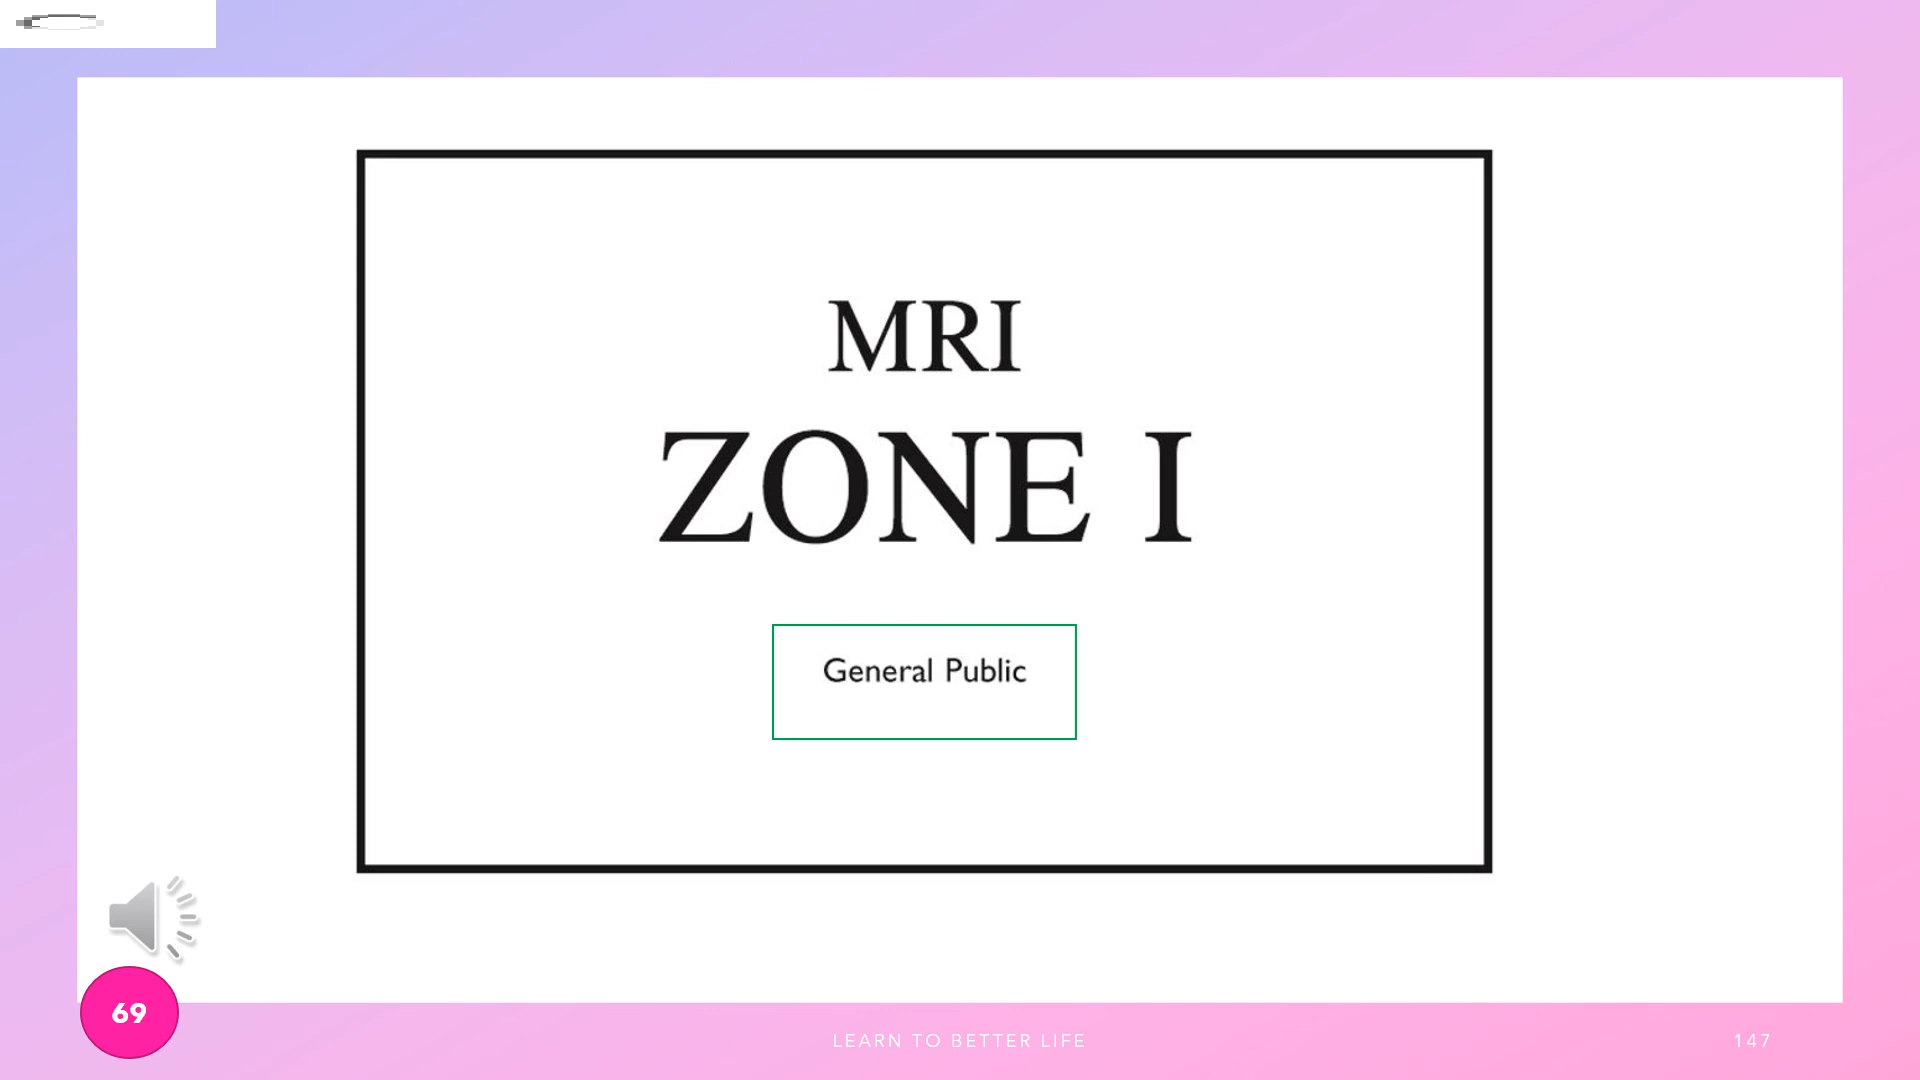 MRI
ZONE I
General Public
69
LEARN TO BETTER LIFE
147